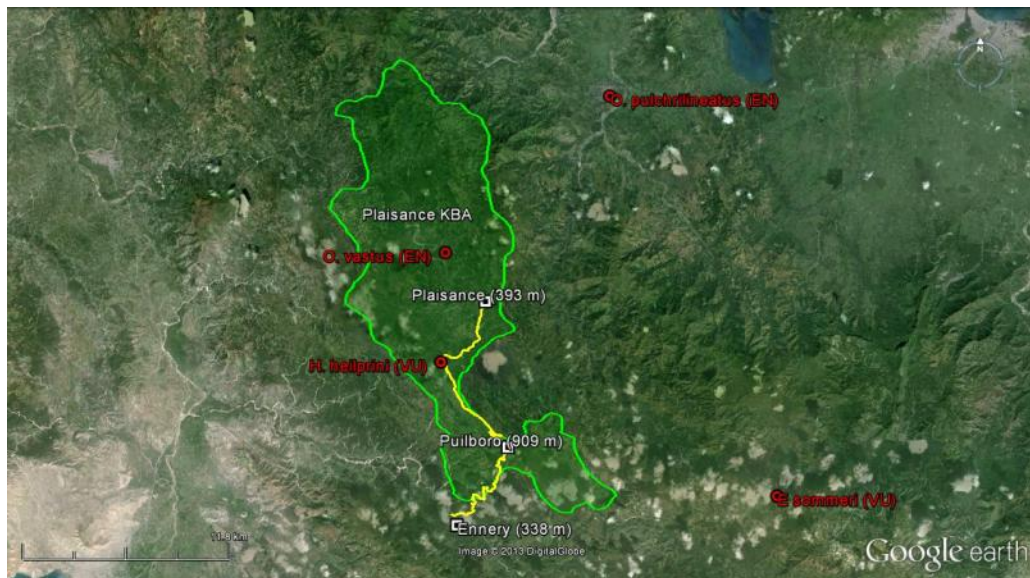 N
O. pulchrilineatus (EN)
Plaisance KBA
O. vastus (EN)
Plaisance (393 m)
H. heilprini (VU)
Puilboro (909 m)
E sommeri (VU)
Ennery (338 m)
Image © 2013 DigitalGlobe
Google earth